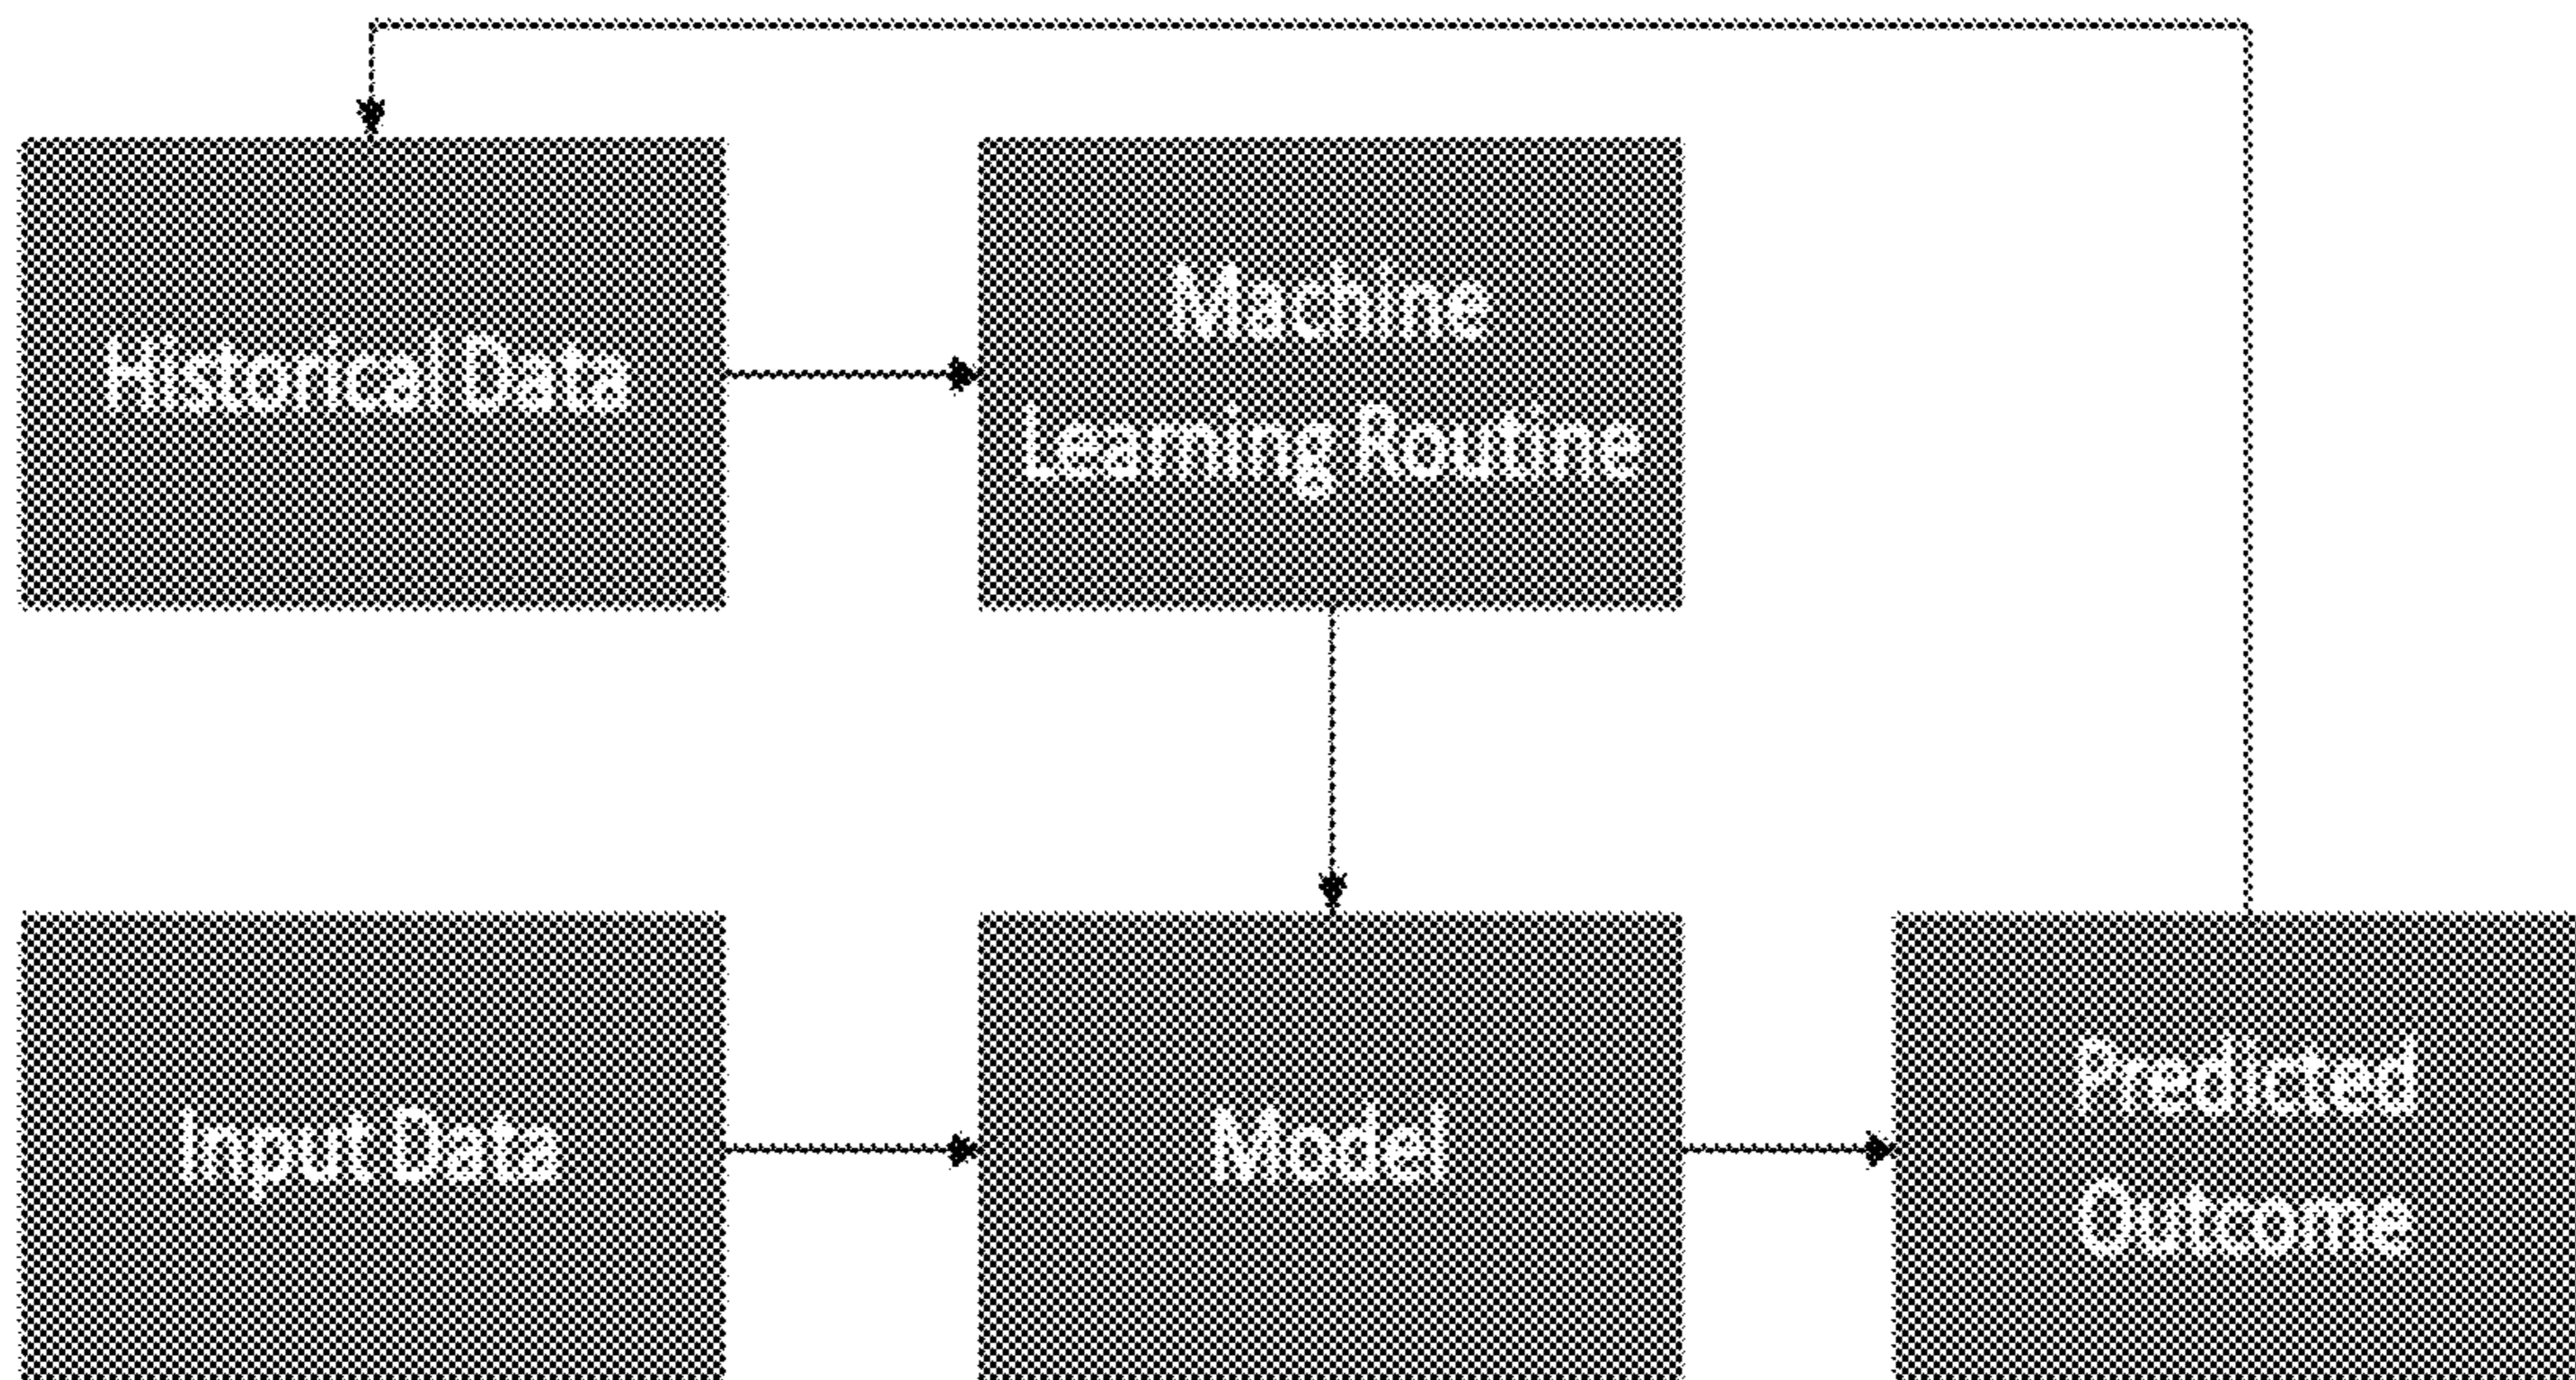 Historical Data
Machine
Learning Routine
Input Data
Model
Predicted
Outcome